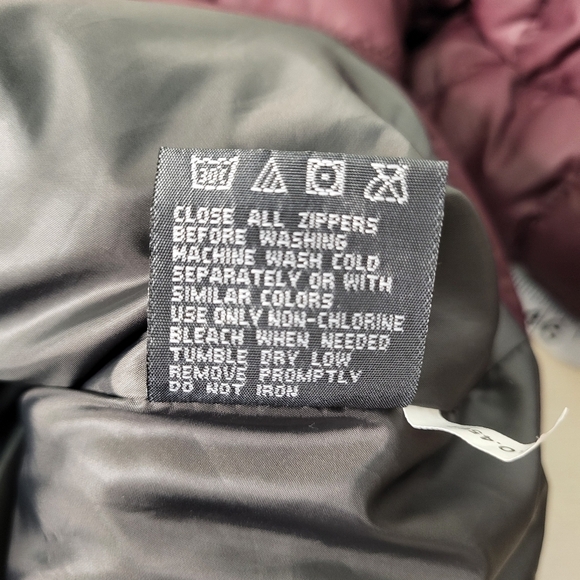 30C
CLOSE ALL ZIPPERS
BEFORE WASHING
MACHINE WASH COLD
SEPARATELY OR WITH
SIMILAR COLORS
USE ONLY NON-CHLORINE
BLEACH WHEN NEEDED
TUMBLE DRY LOW
REMOVE PROMPTLY
DO NOT IRON